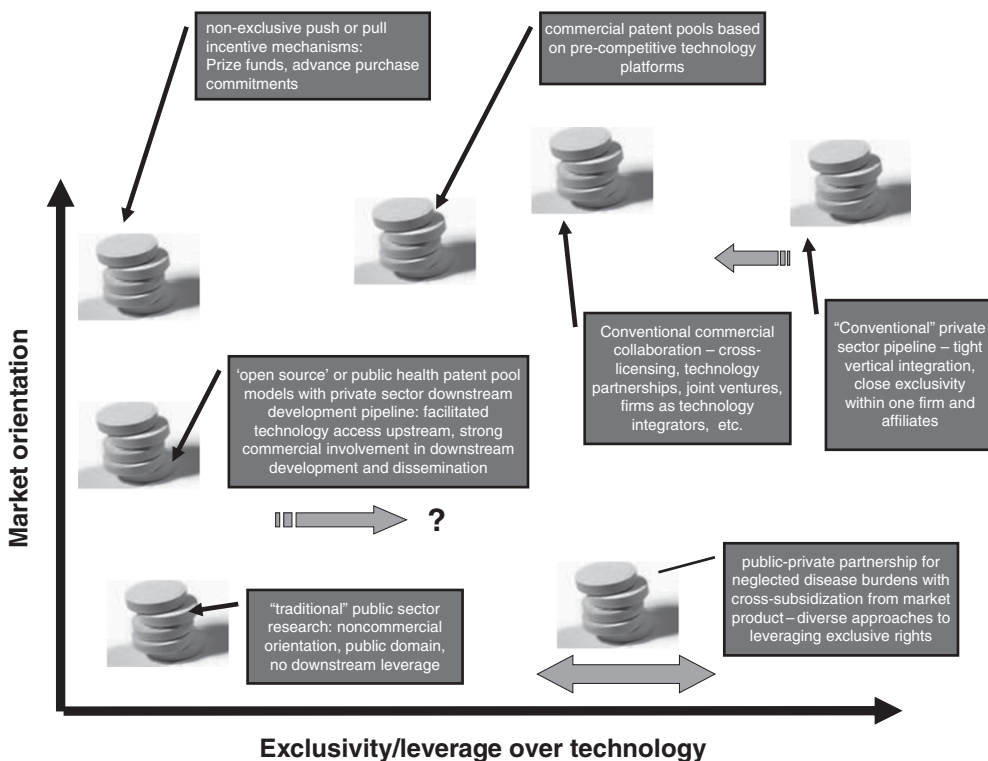 non-exclusive push or pull
incentive mechanisms:
Prize funds, advance purchase
commitments
commercial patent pools based
on pre-competitive technology
platforms
Conventional commercial
collaboration – cross-
licensing, technology
partnerships, joint ventures,
firms as technology
integrators, etc.
“Conventional” private
sector pipeline – tight
vertical integration,
close exclusivity
within one firm and
affiliates
'open source' or public health patent pool
models with private sector downstream
development pipeline: facilitated
technology access upstream, strong
commercial involvement in downstream
development and dissemination
?
“traditional” public sector
research: noncommercial
orientation, public domain,
no downstream leverage
public-private partnership for
neglected disease burdens with
cross-subsidization from market
product – diverse approaches to
leveraging exclusive rights
Market orientation
Exclusivity/leverage over technology